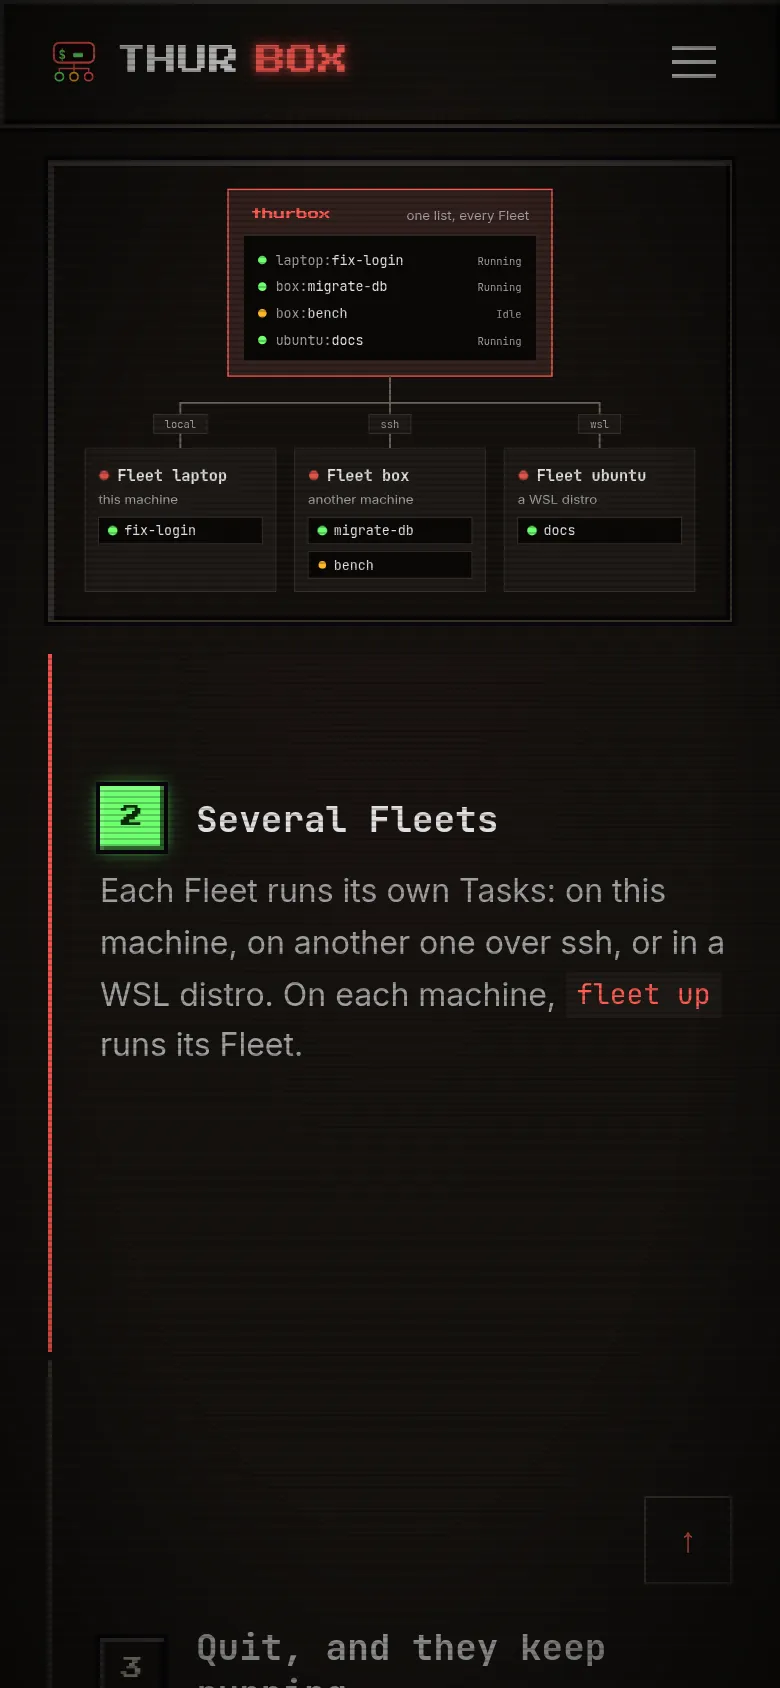 $
THUR BOX
thurbox one list, every Fleet
laptop:fix-login Running
box:migrate-db Running
box:bench Idle
ubuntu:docs Running
local ssh wsl
Fleet laptop Fleet box Fleet ubuntu
this machine another machine a WSL distro
fix-login migrate-db docs
bench
2 Several Fleets
Each Fleet runs its own Tasks: on this
machine, on another one over ssh, or in a
WSL distro. On each machine, fleet up
runs its Fleet.
↑
3 Quit, and they keep
running